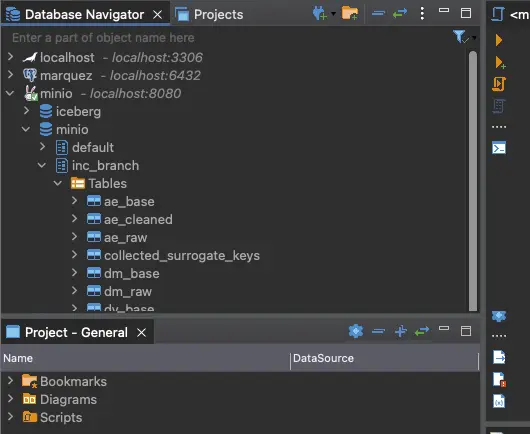 Database Navigator Projects
Enter a part of object name here
localhost - localhost:3306
marquez - localhost:6432
minio - localhost:8080
iceberg
minio
default
inc_branch
Tables
ae_base
ae_cleaned
ae_raw
collected_surrogate_keys
dm_base
dm_raw
dv_base
Project - General
Name DataSource
Bookmarks
Diagrams
Scripts
<m